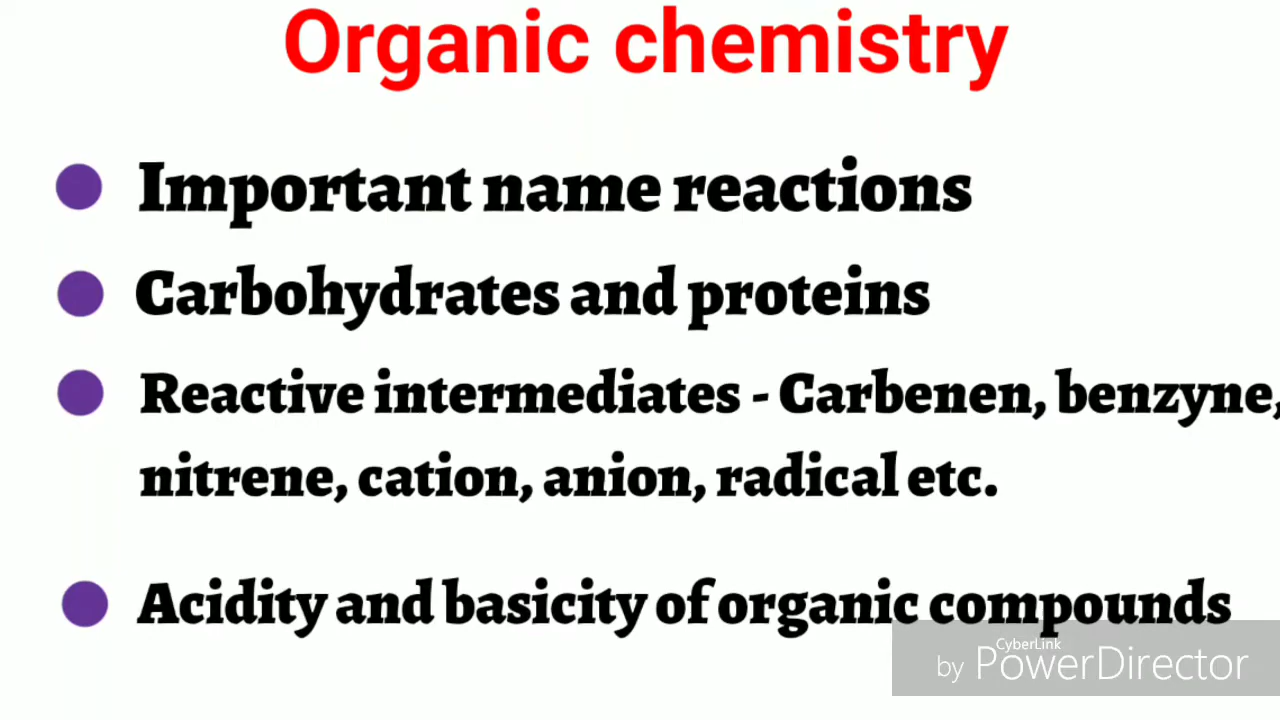 Organic chemistry
Important name reactions
Carbohydrates and proteins
Reactive intermediates - Carbenen, benzyne,
nitrene, cation, anion, radical etc.
Acidity and basicity of organic compounds
CyberLink
by PowerDirector